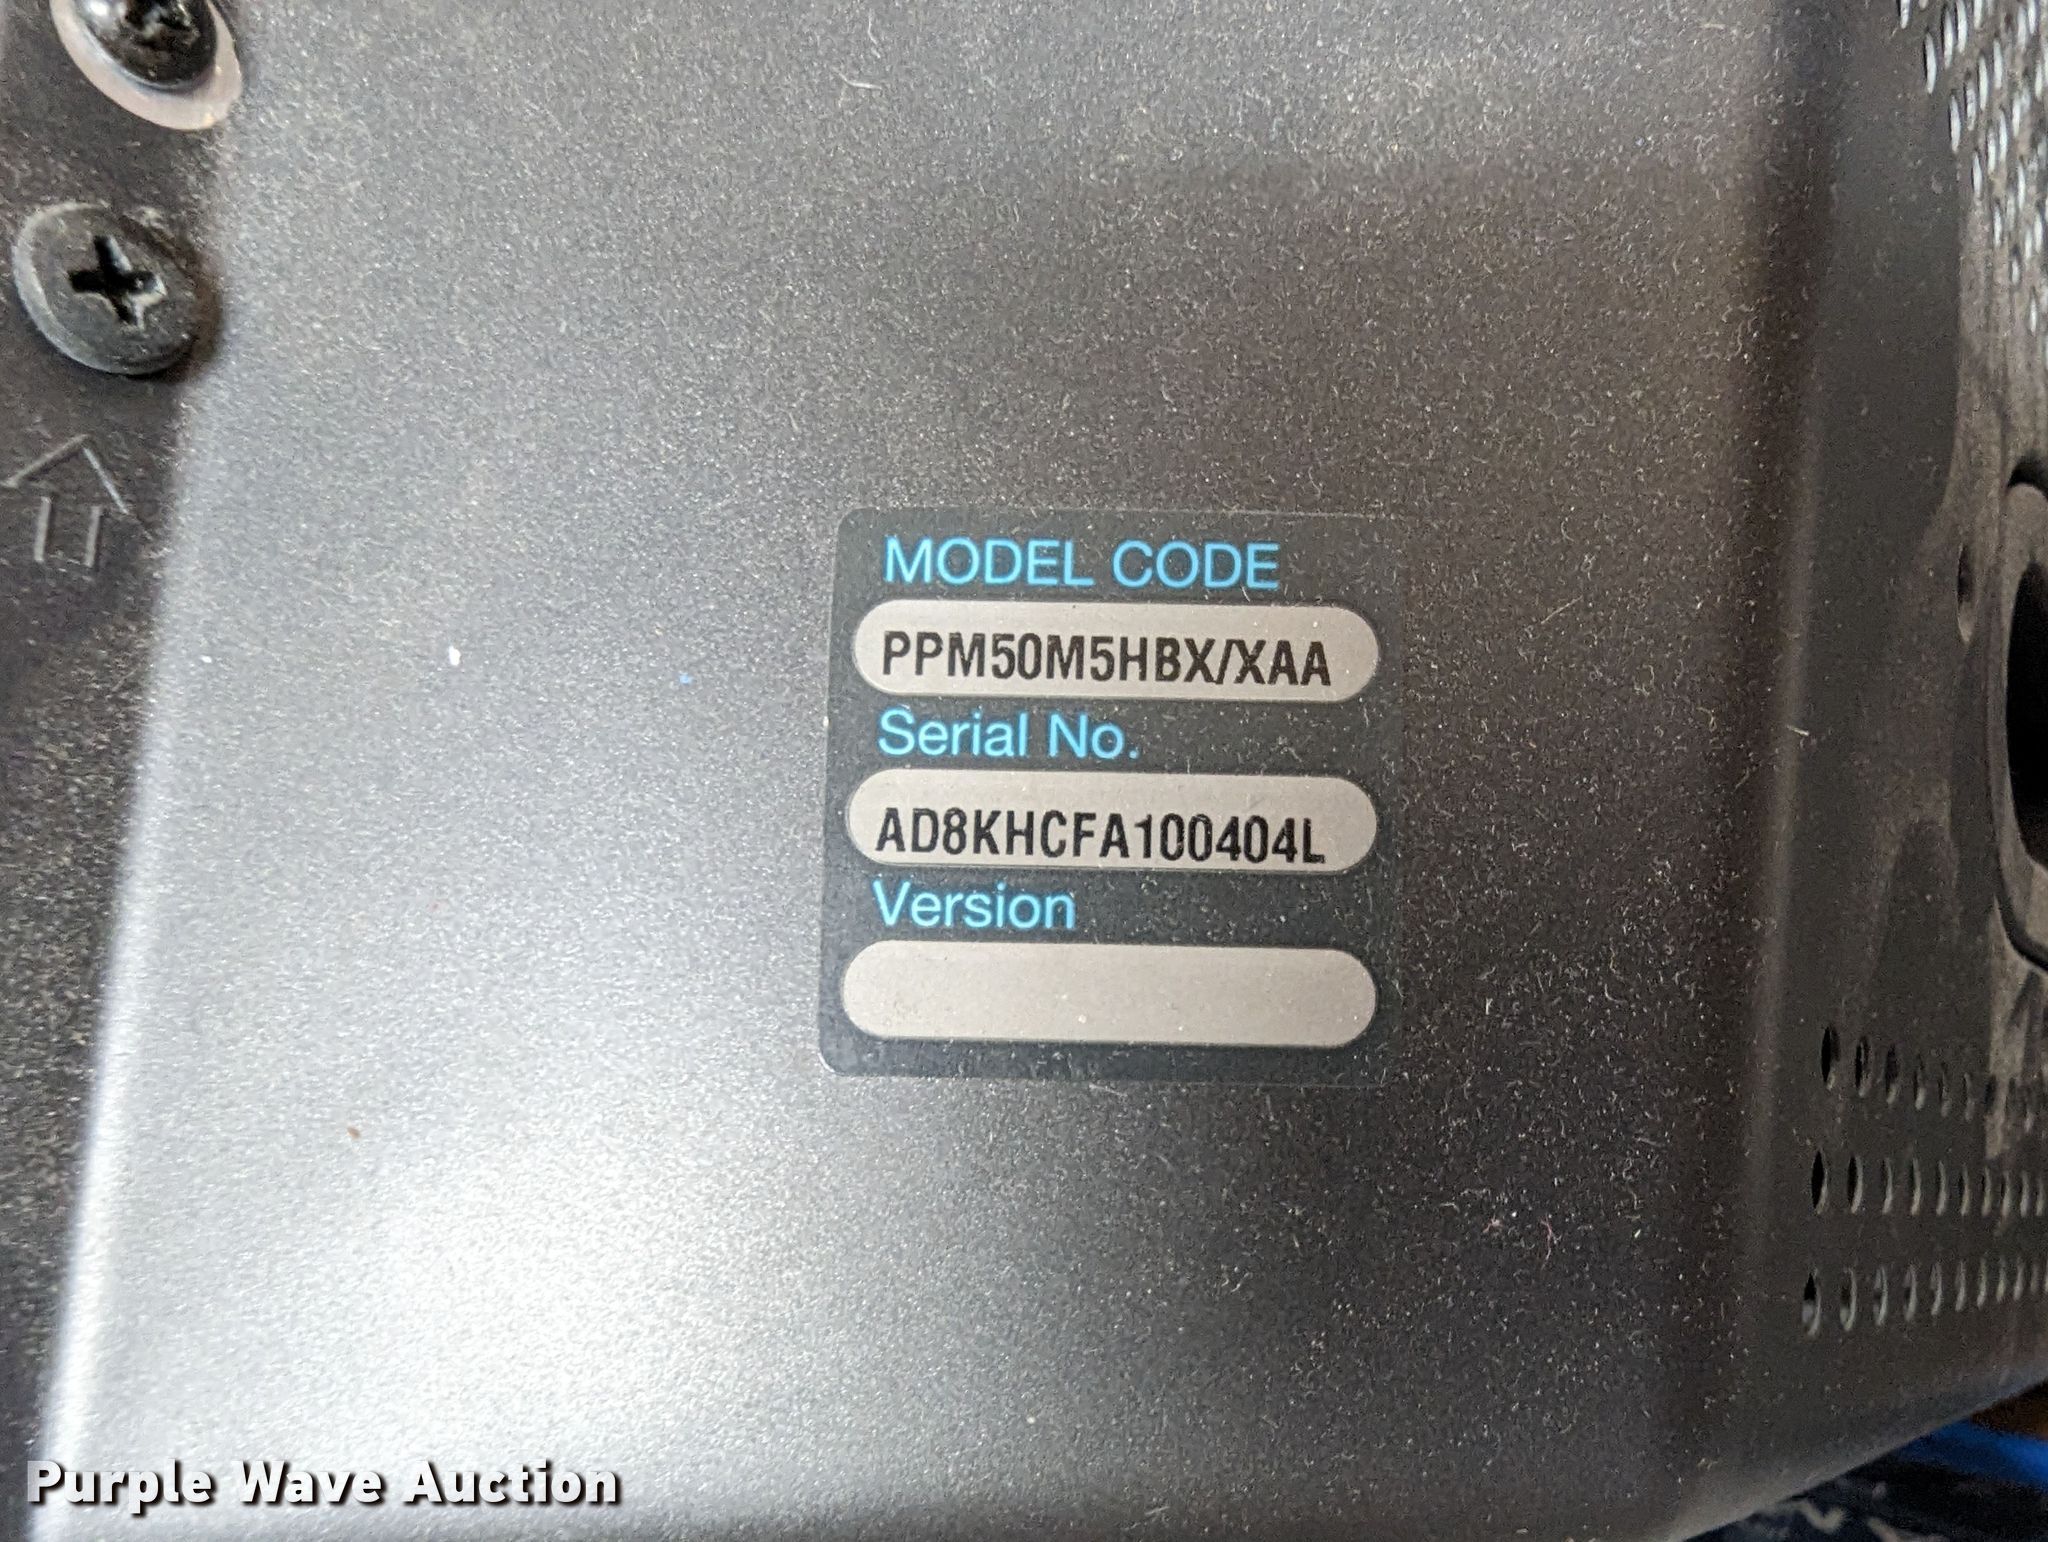 MODEL CODE
PPM50M5HBX/XAA
Serial No.
AD8KHCFA100404L
Version
Purple Wave Auction